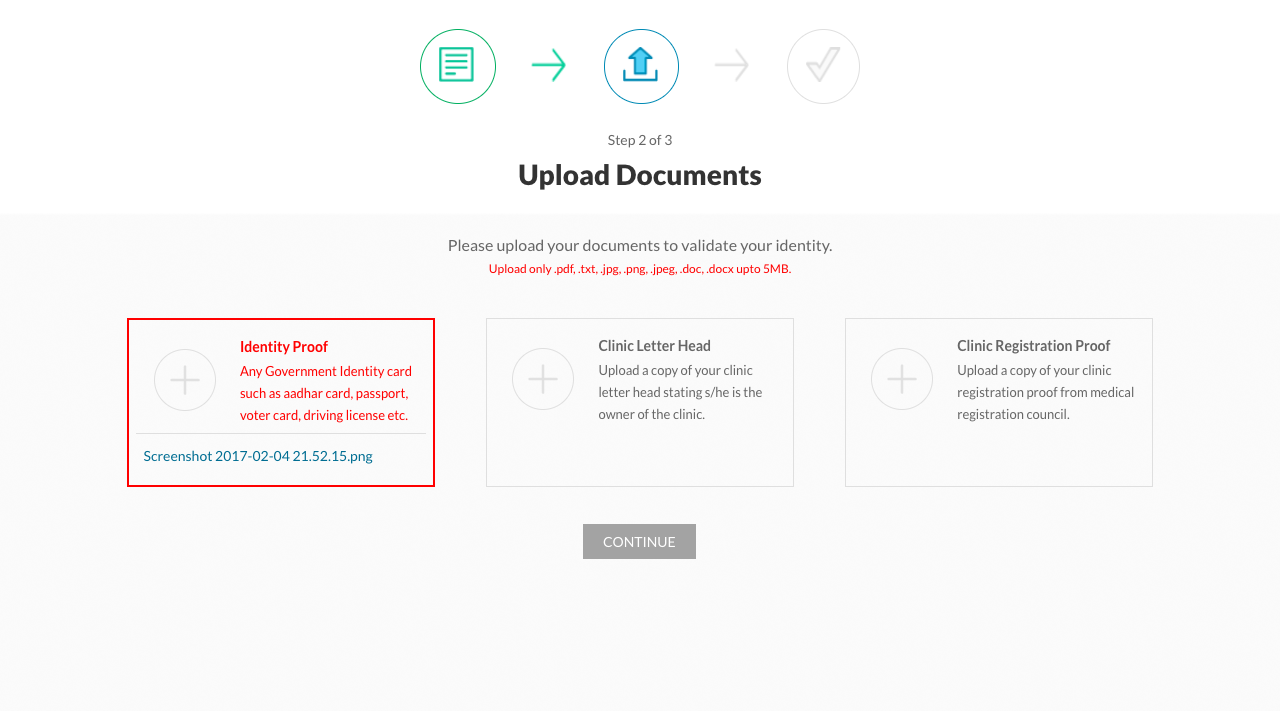 Step 2 of 3
Upload Documents
Please upload your documents to validate your identity.
Upload only .pdf, .txt, .jpg, .png, .jpeg, .doc, .docx upto 5MB.
Identity Proof
Any Government Identity card
such as aadhar card, passport,
voter card, driving license etc.
Screenshot 2017-02-04 21.52.15.png
Clinic Letter Head
Upload a copy of your clinic
letter head stating s/he is the
owner of the clinic.
Clinic Registration Proof
Upload a copy of your clinic
registration proof from medical
registration council.
CONTINUE